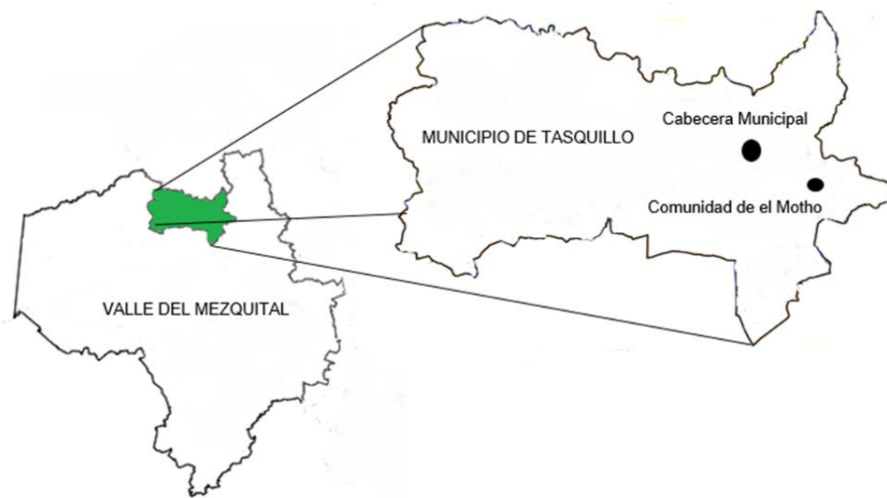 Cabecera Municipal
MUNICIPIO DE TASQUILLO
Comunidad de el Motho
VALLE DEL MEZQUITAL